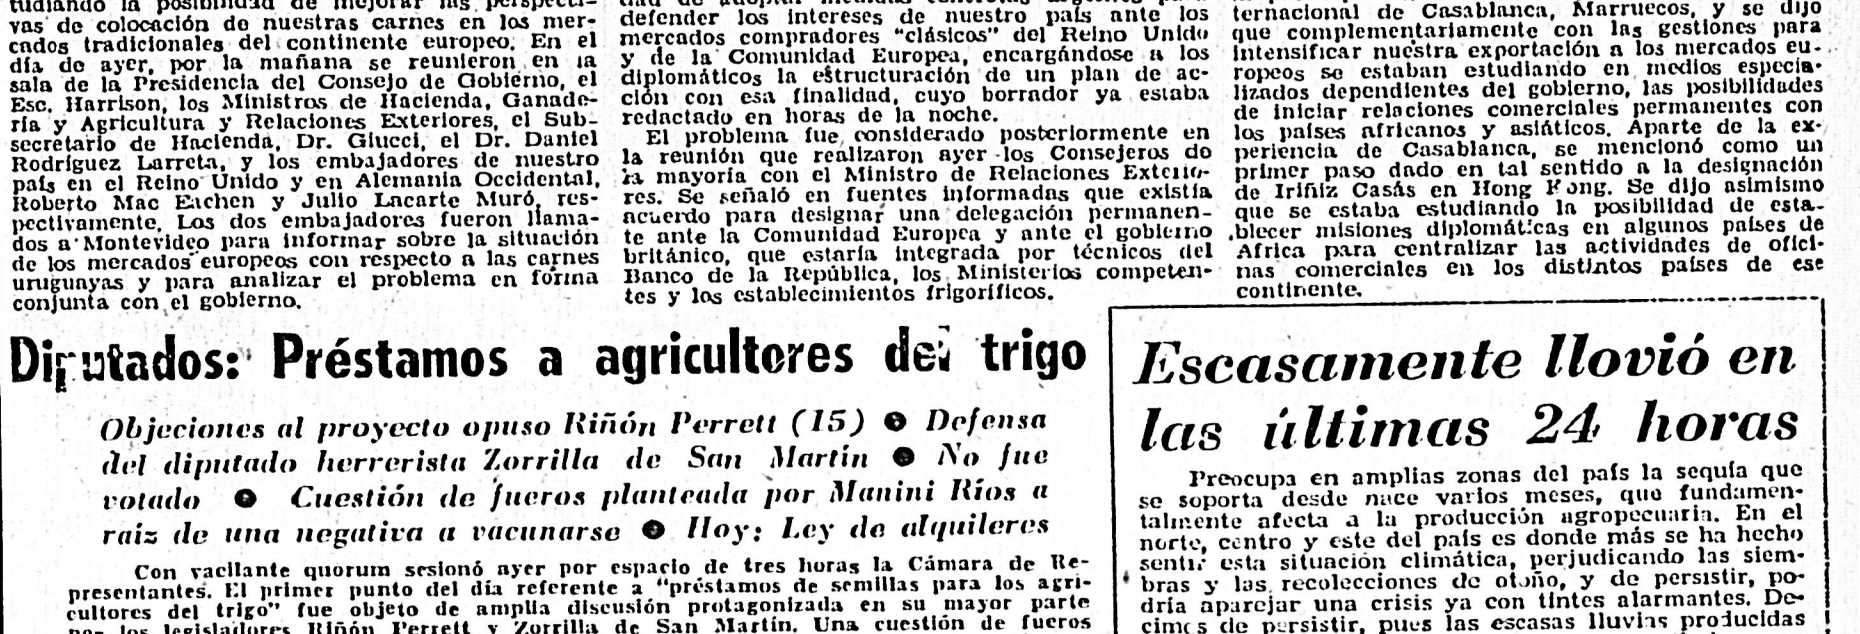 tudiando la posibilidad de mejorar las perspecti-
vas de colocación de nuestras carnes en los mer-
cados tradicionales del continente europeo. En el
día de ayer, por la mañana se reunieron en la
sala de la Presidencia del Consejo de Gobierno, el
Esc. Harrison, los Ministros de Hacienda, Ganade-
ría y Agricultura y Relaciones Exteriores, el Sub-
secretario de Hacienda, Dr. Giucci, el Dr. Daniel
Rodríguez Larreta, y los embajadores de nuestro
país en el Reino Unido y en Alemania Occidental,
Roberto Mac Eachen y Julio Lacarte Muró, res-
pectivamente. Los dos embajadores fueron llama-
dos a Montevideo para informar sobre la situación
de los mercados europeos con respecto a las carnes
uruguayas y para analizar el problema en forma
conjunta con el gobierno.
defender los intereses de nuestro país ante los
mercados compradores "clásicos" del Reino Unido
y de la Comunidad Europea, encargándose a los
diplomáticos la estructuración de un plan de ac-
ción con esa finalidad, cuyo borrador ya estaba
redactado en horas de la noche.
El problema fue considerado posteriormente en
la reunión que realizaron ayer los Consejeros de
la mayoría con el Ministro de Relaciones Exterio-
res. Se señaló en fuentes informadas que existía
acuerdo para designar una delegación permanen-
te ante la Comunidad Europea y ante el gobierno
británico, que estaría integrada por técnicos del
Banco de la República, los Ministerios competen-
tes y los establecimientos frigoríficos.
ternacional de Casablanca, Marruecos, y se dijo
que complementariamente con las gestiones para
intensificar nuestra exportación a los mercados eu-
ropeos se estaban estudiando en medios especia-
lizados dependientes del gobierno, las posibilidades
de iniciar relaciones comerciales permanentes con
los países africanos y asiáticos. Aparte de la ex-
periencia de Casablanca, se mencionó como un
primer paso dado en tal sentido a la designación
de Iriñiz Casás en Hong Kong. Se dijo asimismo
que se estaba estudiando la posibilidad de esta-
blecer misiones diplomáticas en algunos países de
Africa para centralizar las actividades de ofici-
nas comerciales en los distintos países de ese
continente.
Diputados: Préstamos a agricultores del trigo
Objeciones al proyecto opuso Riñón Perrett (15) ● Defensa
del diputado herrerista Zorrilla de San Martín ● No fue
votado ● Cuestión de fueros planteada por Manini Ríos a
raiz de una negativa a vacunarse ● Hoy: Ley de alquileres
Con vacilante quorum sesionó ayer por espacio de tres horas la Cámara de Re-
presentantes. El primer punto del día referente a "préstamos de semillas para los agri-
cultores del trigo" fue objeto de amplia discusión protagonizada en su mayor parte
por los legisladores Riñón Perrett y Zorrilla de San Martín. Una cuestión de fueros
Escasamente llovió en
las últimas 24 horas
Preocupa en amplias zonas del país la sequía que
se soporta desde hace varios meses, que fundamen-
talmente afecta a la producción agropecuaria. En el
norte, centro y este del país es donde más se ha hecho
sentir esta situación climática, perjudicando las siem-
bras y las recolecciones de otoño, y de persistir, po-
dría aparejar una crisis ya con tintes alarmantes. De-
cimos de persistir, pues las escasas lluvias producidas